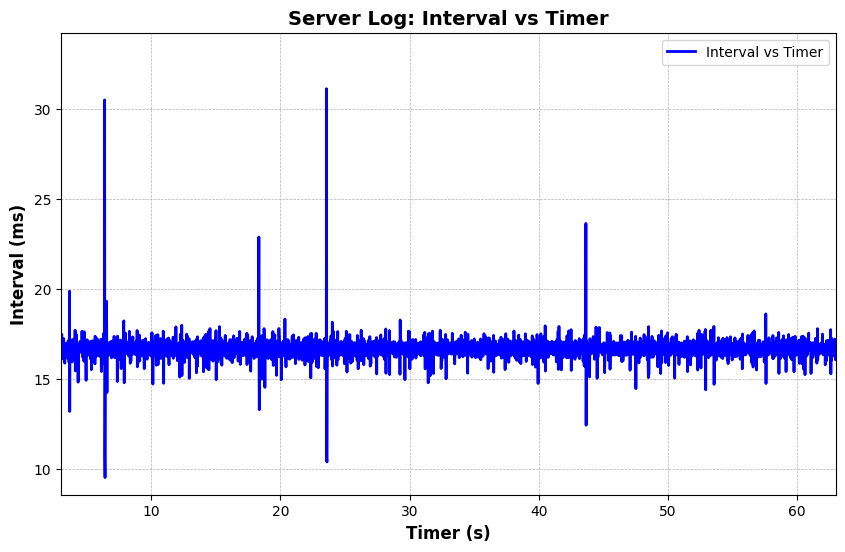 Server Log: Interval vs Timer
Interval vs Timer
30
25
20
15
10
Interval (ms)
10 20 30 40 50 60
Timer (s)